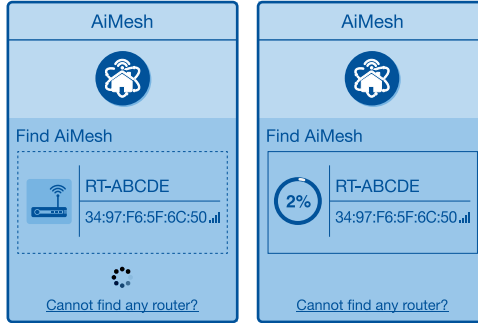 AiMesh
Find AiMesh
RT-ABCDE
34:97:F6:5F:6C:50
Cannot find any router?
AiMesh
Find AiMesh
2%
RT-ABCDE
34:97:F6:5F:6C:50
Cannot find any router?